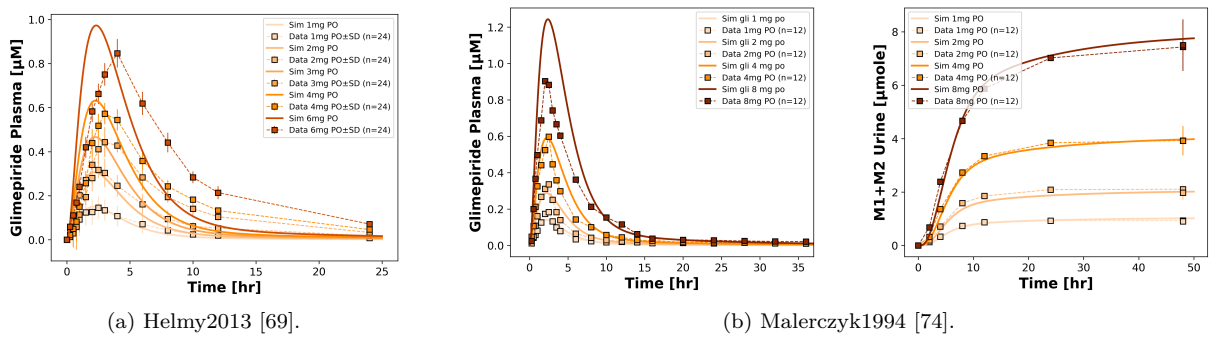 Glimepiride Plasma [µM]
1.0
0.8
0.6
0.4
0.2
0.0
0
5
10
15
20
25
Time [hr]
Sim 1mg PO
Data 1mg PO±SD (n=24)
Sim 2mg PO
Data 2mg PO±SD (n=24)
Sim 3mg PO
Data 3mg PO±SD (n=24)
Sim 4mg PO
Data 4mg PO±SD (n=24)
Sim 6mg PO
Data 6mg PO±SD (n=24)
(a) Helmy2013 [69].
Glimepiride Plasma [µM]
1.2
1.0
0.8
0.6
0.4
0.2
0.0
0
5
10
15
20
25
30
35
Time [hr]
Sim gli 1 mg po
Data 1mg PO (n=12)
Sim gli 2 mg po
Data 2mg PO (n=12)
Sim gli 4 mg po
Data 4mg PO (n=12)
Sim gli 8 mg po
Data 8mg PO (n=12)
M1+M2 Urine [µmole]
8
6
4
2
0
0
10
20
30
40
50
Time [hr]
Sim 1mg PO
Data 1mg PO (n=12)
Sim 2mg PO
Data 2mg PO (n=12)
Sim 4mg PO
Data 4mg PO (n=12)
Sim 8mg PO
Data 8mg PO (n=12)
(b) Malerczyk1994 [74].